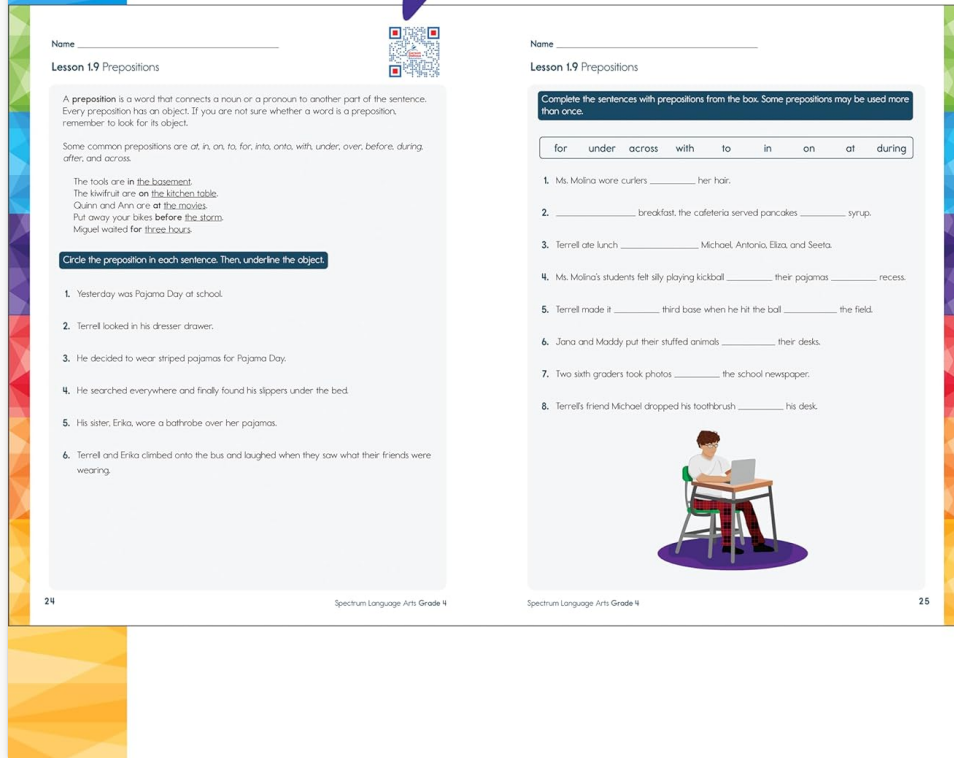 Name ____________________
Lesson 1.9 Prepositions
A preposition is a word that connects a noun or a pronoun to another part of the sentence.
Every preposition has an object. If you are not sure whether a word is a preposition,
remember to look for its object.
Some common prepositions are at, in, on, to, for, into, onto, with, under, over, before, during,
after, and across.
The tools are in the basement.
The kiwifruit are on the kitchen table.
Quinn and Ann are at the movies.
Put away your bikes before the storm.
Miguel waited for three hours.
Circle the preposition in each sentence. Then, underline the object.
1. Yesterday was Pajama Day at school.
2. Terrell looked in his dresser drawer.
3. He decided to wear striped pajamas for Pajama Day.
4. He searched everywhere and finally found his slippers under the bed.
5. His sister, Erika, wore a bathrobe over her pajamas.
6. Terrell and Erika climbed onto the bus and laughed when they saw what their friends were
wearing.
24
Spectrum Language Arts Grade 4
Name ____________________
Lesson 1.9 Prepositions
Complete the sentences with prepositions from the box. Some prepositions may be used more
than once.
for under across with to in on at during
1. Ms. Molina wore curlers ________ her hair.
2. ______________ breakfast, the cafeteria served pancakes ________ syrup.
3. Terrell ate lunch ______________ Michael, Antonio, Eliza, and Seeta.
4. Ms. Molina's students felt silly playing kickball ________ their pajamas ________ recess.
5. Terrell made it ________ third base when he hit the ball _________ the field.
6. Jana and Maddy put their stuffed animals _________ their desks.
7. Two sixth graders took photos ________ the school newspaper.
8. Terrell's friend Michael dropped his toothbrush ________ his desk.
Spectrum Language Arts Grade 4
25